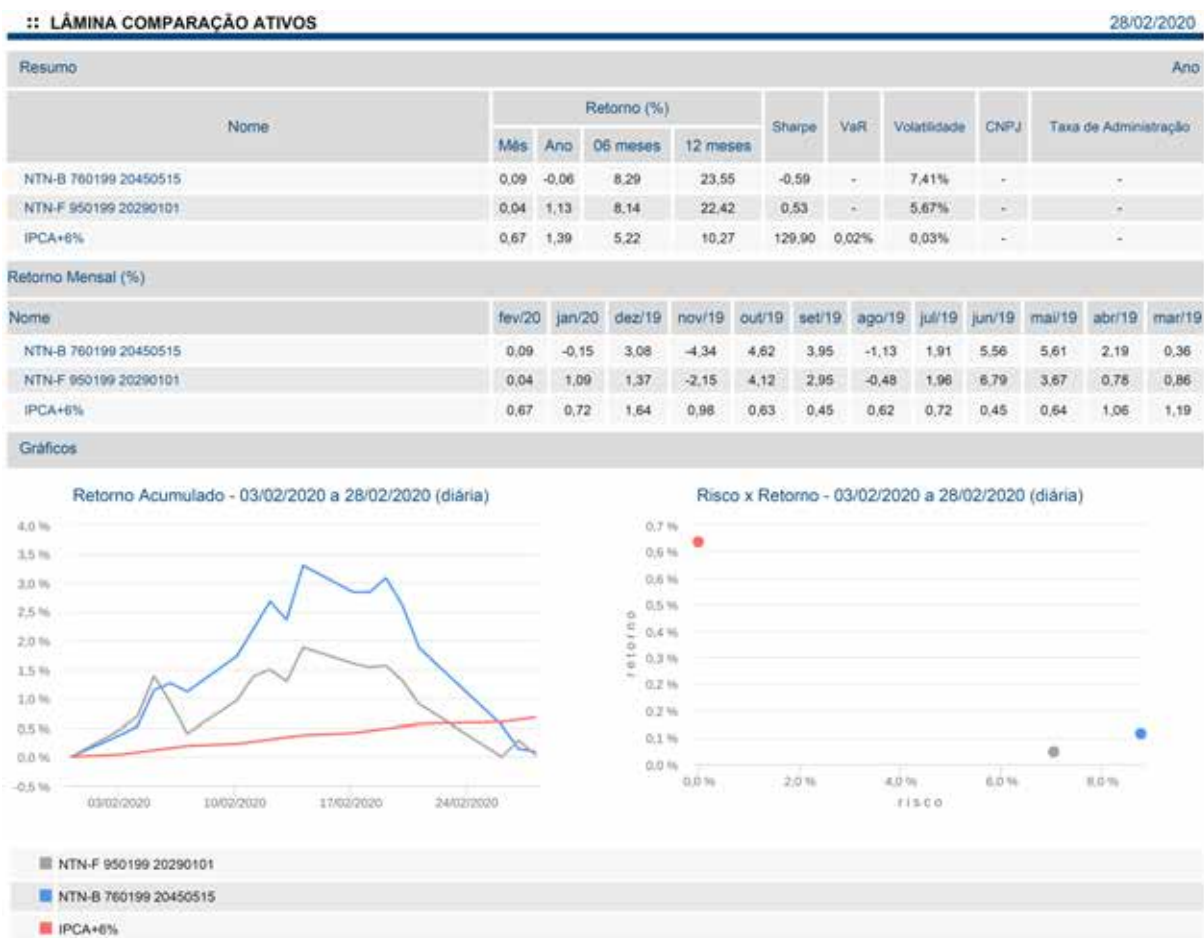 :: LÂMINA COMPARAÇÃO ATIVOS 28/02/2020
Resumo Ano
Nome Retorno (%) Sharpe VaR Volatilidade CNPJ Taxa de Administração
Mês Ano 06 meses 12 meses
NTN-B 760199 20450515 0,09 -0,06 8,29 23,55 -0,59 - 7,41% - -
NTN-F 950199 20290101 0,04 1,13 8,14 22,42 0,53 - 5,67% - -
IPCA+6% 0,67 1,39 5,22 10,27 129,90 0,02% 0,03% - -
Retorno Mensal (%)
Nome fev/20 jan/20 dez/19 nov/19 out/19 set/19 ago/19 jul/19 jun/19 mai/19 abr/19 mar/19
NTN-B 760199 20450515 0,09 -0,15 3,08 -4,34 4,62 3,95 -1,13 1,91 5,56 5,61 2,19 0,36
NTN-F 950199 20290101 0,04 1,09 1,37 -2,15 4,12 2,95 -0,48 1,96 6,79 3,67 0,78 0,86
IPCA+6% 0,67 0,72 1,64 0,98 0,63 0,45 0,62 0,72 0,45 0,64 1,06 1,19
Gráficos
Retorno Acumulado - 03/02/2020 a 28/02/2020 (diária)
4,0 %
3,5 %
3,0 %
2,5 %
2,0 %
1,5 %
1,0 %
0,5 %
0,0 %
-0,5 %
03/02/2020 10/02/2020 17/02/2020 24/02/2020
Risco x Retorno - 03/02/2020 a 28/02/2020 (diária)
0,7 %
0,6 %
0,6 %
0,5 %
0,4 %
0,3 %
0,2 %
0,2 %
0,1 %
0,0 %
retorno
0,0 % 2,0 % 4,0 % 6,0 % 8,0 %
risco
NTN-F 950199 20290101
NTN-B 760199 20450515
IPCA+6%